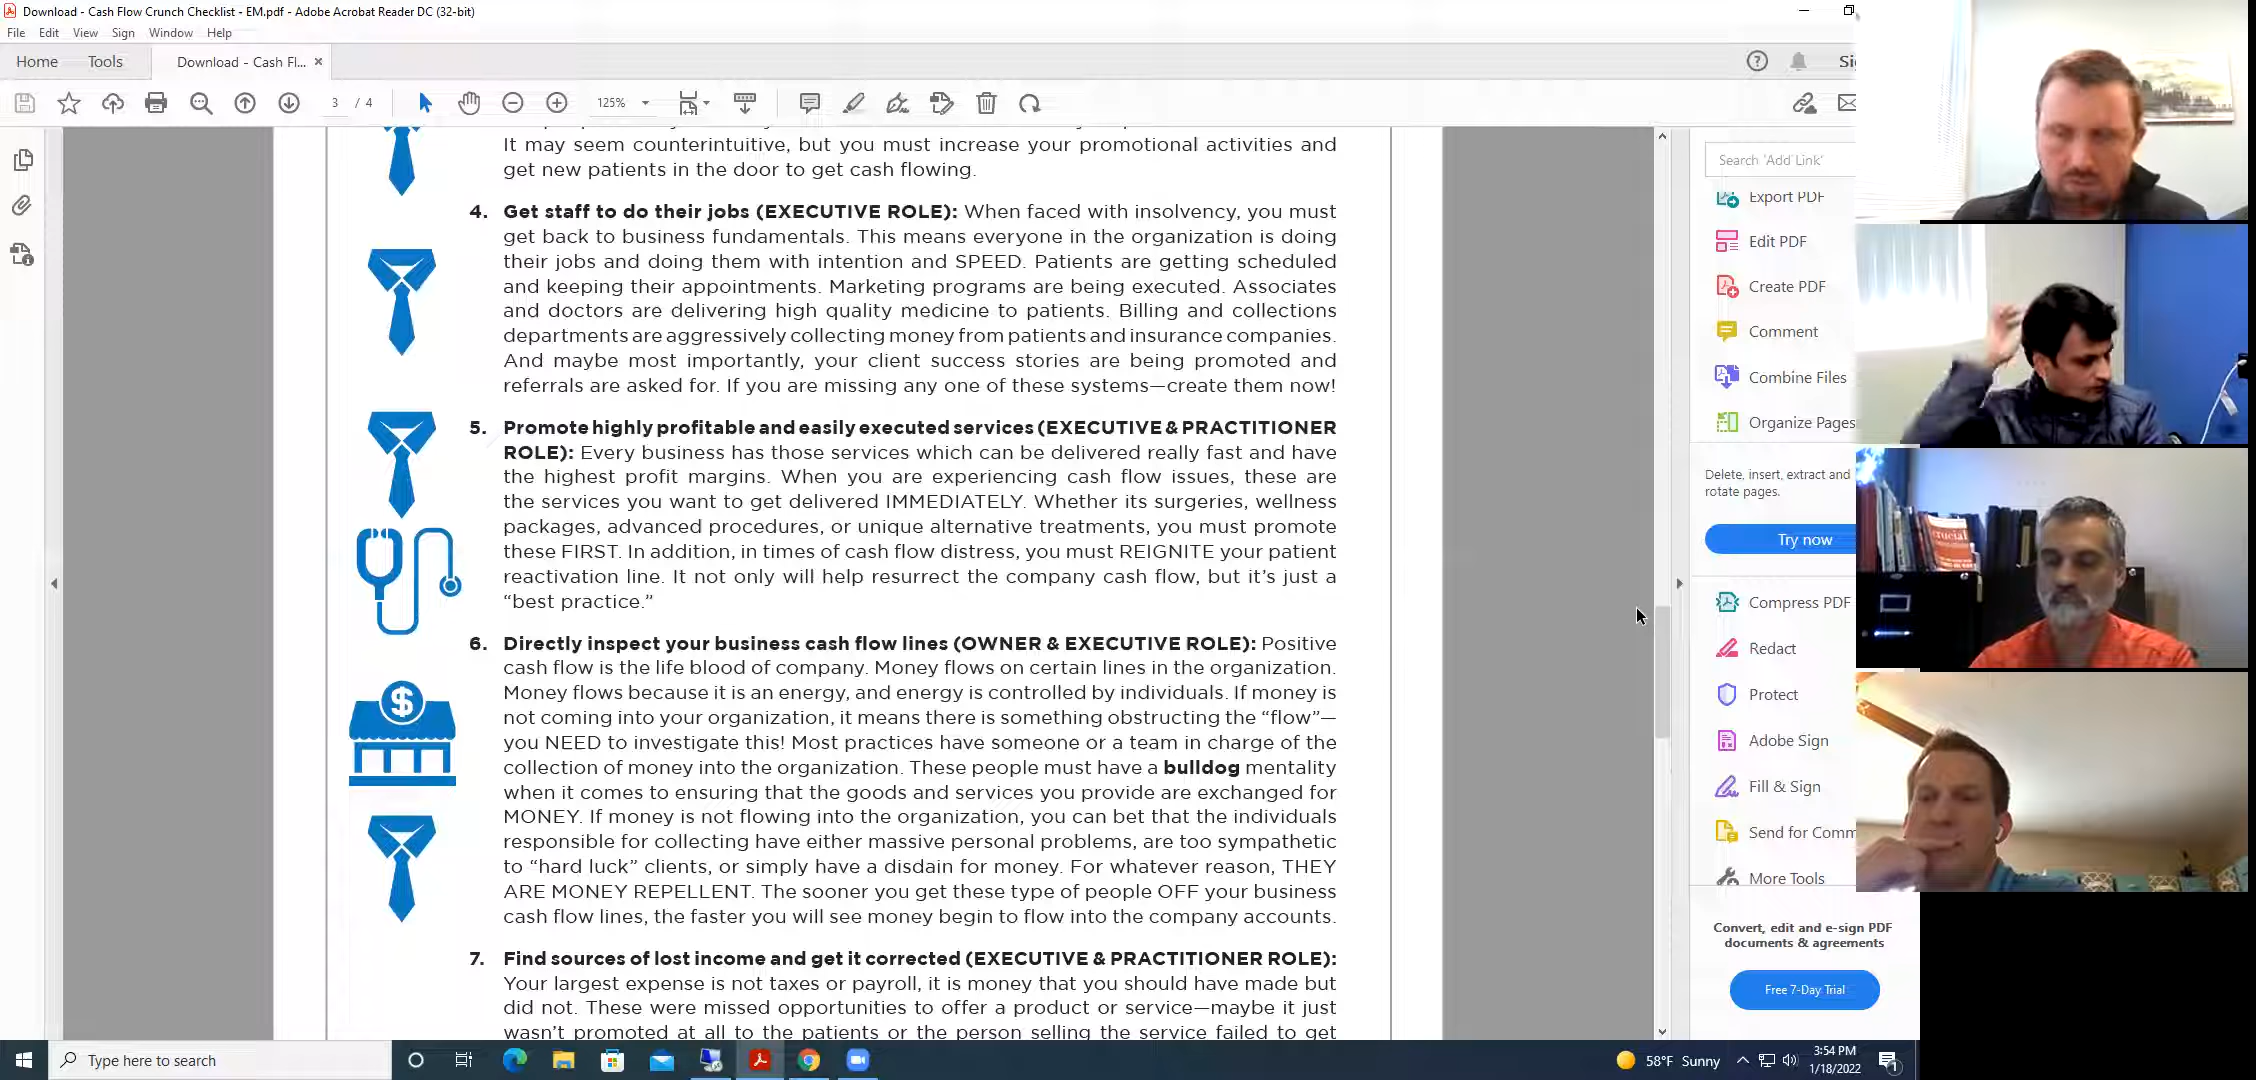 Download - Cash Flow Crunch Checklist - EM.pdf - Adobe Acrobat Reader DC (32-bit)
File Edit View Sign Window Help
Home Tools Download - Cash Fl... ×
3 / 4 125%
It may seem counterintuitive, but you must increase your promotional activities and
get new patients in the door to get cash flowing.
4. Get staff to do their jobs (EXECUTIVE ROLE): When faced with insolvency, you must
get back to business fundamentals. This means everyone in the organization is doing
their jobs and doing them with intention and SPEED. Patients are getting scheduled
and keeping their appointments. Marketing programs are being executed. Associates
and doctors are delivering high quality medicine to patients. Billing and collections
departments are aggressively collecting money from patients and insurance companies.
And maybe most importantly, your client success stories are being promoted and
referrals are asked for. If you are missing any one of these systems—create them now!
5. Promote highly profitable and easily executed services (EXECUTIVE & PRACTITIONER
ROLE): Every business has those services which can be delivered really fast and have
the highest profit margins. When you are experiencing cash flow issues, these are
the services you want to get delivered IMMEDIATELY. Whether its surgeries, wellness
packages, advanced procedures, or unique alternative treatments, you must promote
these FIRST. In addition, in times of cash flow distress, you must REIGNITE your patient
reactivation line. It not only will help resurrect the company cash flow, but it’s just a
“best practice.”
6. Directly inspect your business cash flow lines (OWNER & EXECUTIVE ROLE): Positive
cash flow is the life blood of company. Money flows on certain lines in the organization.
Money flows because it is an energy, and energy is controlled by individuals. If money is
not coming into your organization, it means there is something obstructing the “flow”—
you NEED to investigate this! Most practices have someone or a team in charge of the
collection of money into the organization. These people must have a bulldog mentality
when it comes to ensuring that the goods and services you provide are exchanged for
MONEY. If money is not flowing into the organization, you can bet that the individuals
responsible for collecting have either massive personal problems, are too sympathetic
to “hard luck” clients, or simply have a disdain for money. For whatever reason, THEY
ARE MONEY REPELLENT. The sooner you get these type of people OFF your business
cash flow lines, the faster you will see money begin to flow into the company accounts.
7. Find sources of lost income and get it corrected (EXECUTIVE & PRACTITIONER ROLE):
Your largest expense is not taxes or payroll, it is money that you should have made but
did not. These were missed opportunities to offer a product or service—maybe it just
wasn’t promoted at all to the patients or the person selling the service failed to get
$
Search 'Add Link'
Export PDF
Edit PDF
Create PDF
Comment
Combine Files
Organize Pages
Delete, insert, extract and
rotate pages.
Try now
Compress PDF
Redact
Protect
Adobe Sign
Fill & Sign
Send for Comm
More Tools
Convert, edit and e-sign PDF
documents & agreements
Free 7-Day Trial
crucial
Type here to search
58°F Sunny
3:54 PM
1/18/2022
1